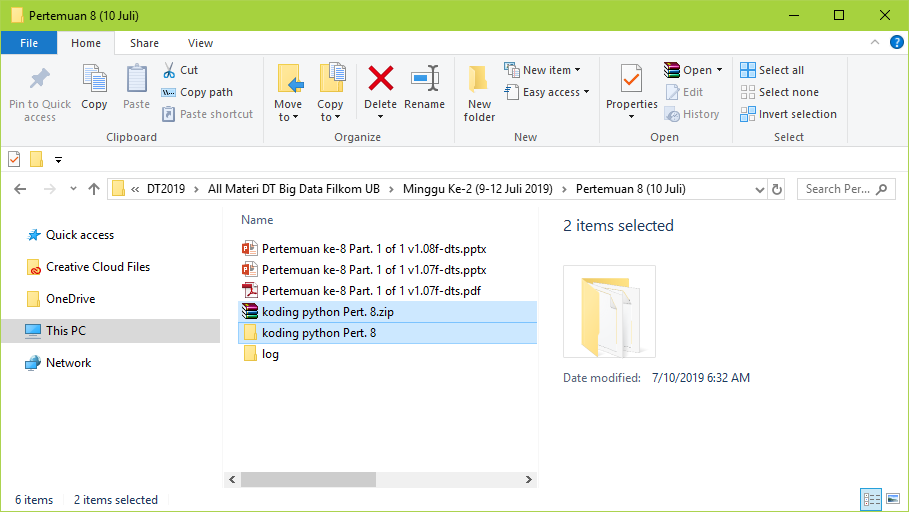 Pertemuan 8 (10 Juli)
File Home Share View
Pin to Quick access
Copy
Paste
Cut
Copy path
Paste shortcut
Clipboard
Move to
Copy to
Delete
Rename
Organize
New folder
New item
Easy access
New
Properties
Open
Edit
History
Open
Select all
Select none
Invert selection
Select
DT2019 All Materi DT Big Data Filkom UB Minggu Ke-2 (9-12 Juli 2019) Pertemuan 8 (10 Juli)
Search Per...
Quick access
Creative Cloud Files
OneDrive
This PC
Network
Name
Pertemuan ke-8 Part. 1 of 1 v1.08f-dts.pptx
Pertemuan ke-8 Part. 1 of 1 v1.07f-dts.pptx
Pertemuan ke-8 Part. 1 of 1 v1.07f-dts.pdf
koding python Pert. 8.zip
koding python Pert. 8
log
2 items selected
Date modified: 7/10/2019 6:32 AM
6 items 2 items selected